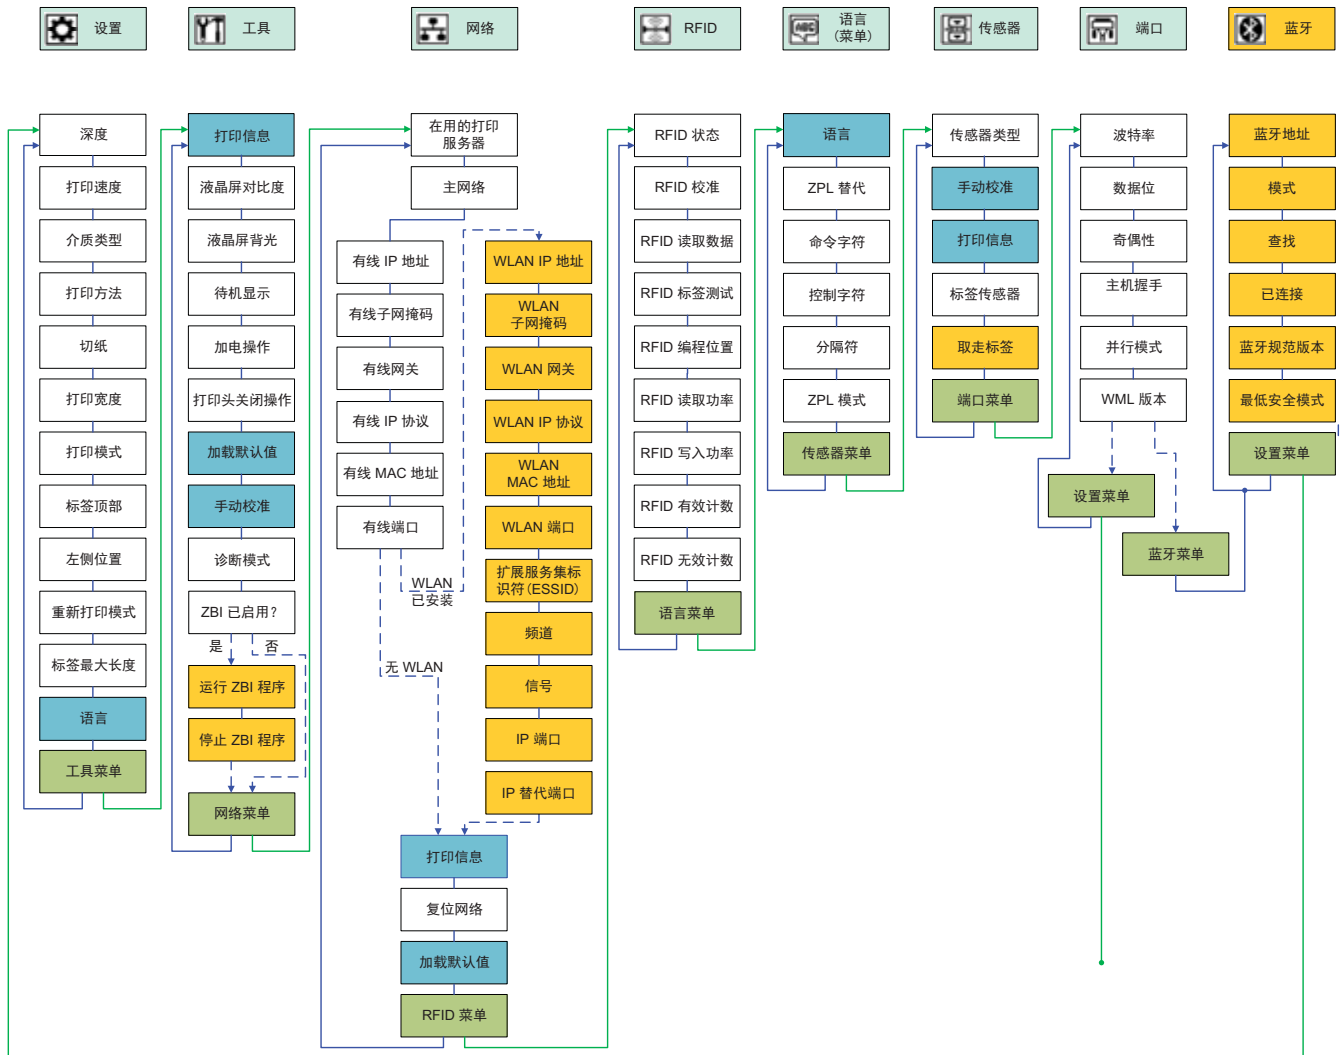 设置
工具
网络
RFID
语言
(菜单)
传感器
端口
蓝牙
深度
打印速度
介质类型
打印方法
切纸
打印宽度
打印模式
标签顶部
左侧位置
重新打印模式
标签最大长度
语言
工具菜单
打印信息
液晶屏对比度
液晶屏背光
待机显示
加电操作
打印头关闭操作
加载默认值
手动校准
诊断模式
ZBI 已启用?
是
否
运行 ZBI 程序
停止 ZBI 程序
网络菜单
在用的打印
服务器
主网络
有线 IP 地址
有线子网掩码
有线网关
有线 IP 协议
有线 MAC 地址
有线端口
WLAN
已安装
无 WLAN
WLAN IP 地址
WLAN
子网掩码
WLAN 网关
WLAN IP 协议
WLAN
MAC 地址
WLAN 端口
扩展服务集标
识符(ESSID)
频道
信号
IP 端口
IP 替代端口
打印信息
复位网络
加载默认值
RFID 菜单
RFID 状态
RFID 校准
RFID 读取数据
RFID 标签测试
RFID 编程位置
RFID 读取功率
RFID 写入功率
RFID 有效计数
RFID 无效计数
语言菜单
语言
ZPL 替代
命令字符
控制字符
分隔符
ZPL 模式
传感器菜单
传感器类型
手动校准
打印信息
标签传感器
取走标签
端口菜单
波特率
数据位
奇偶性
主机握手
并行模式
WML 版本
设置菜单
蓝牙菜单
蓝牙地址
模式
查找
已连接
蓝牙规范版本
最低安全模式
设置菜单